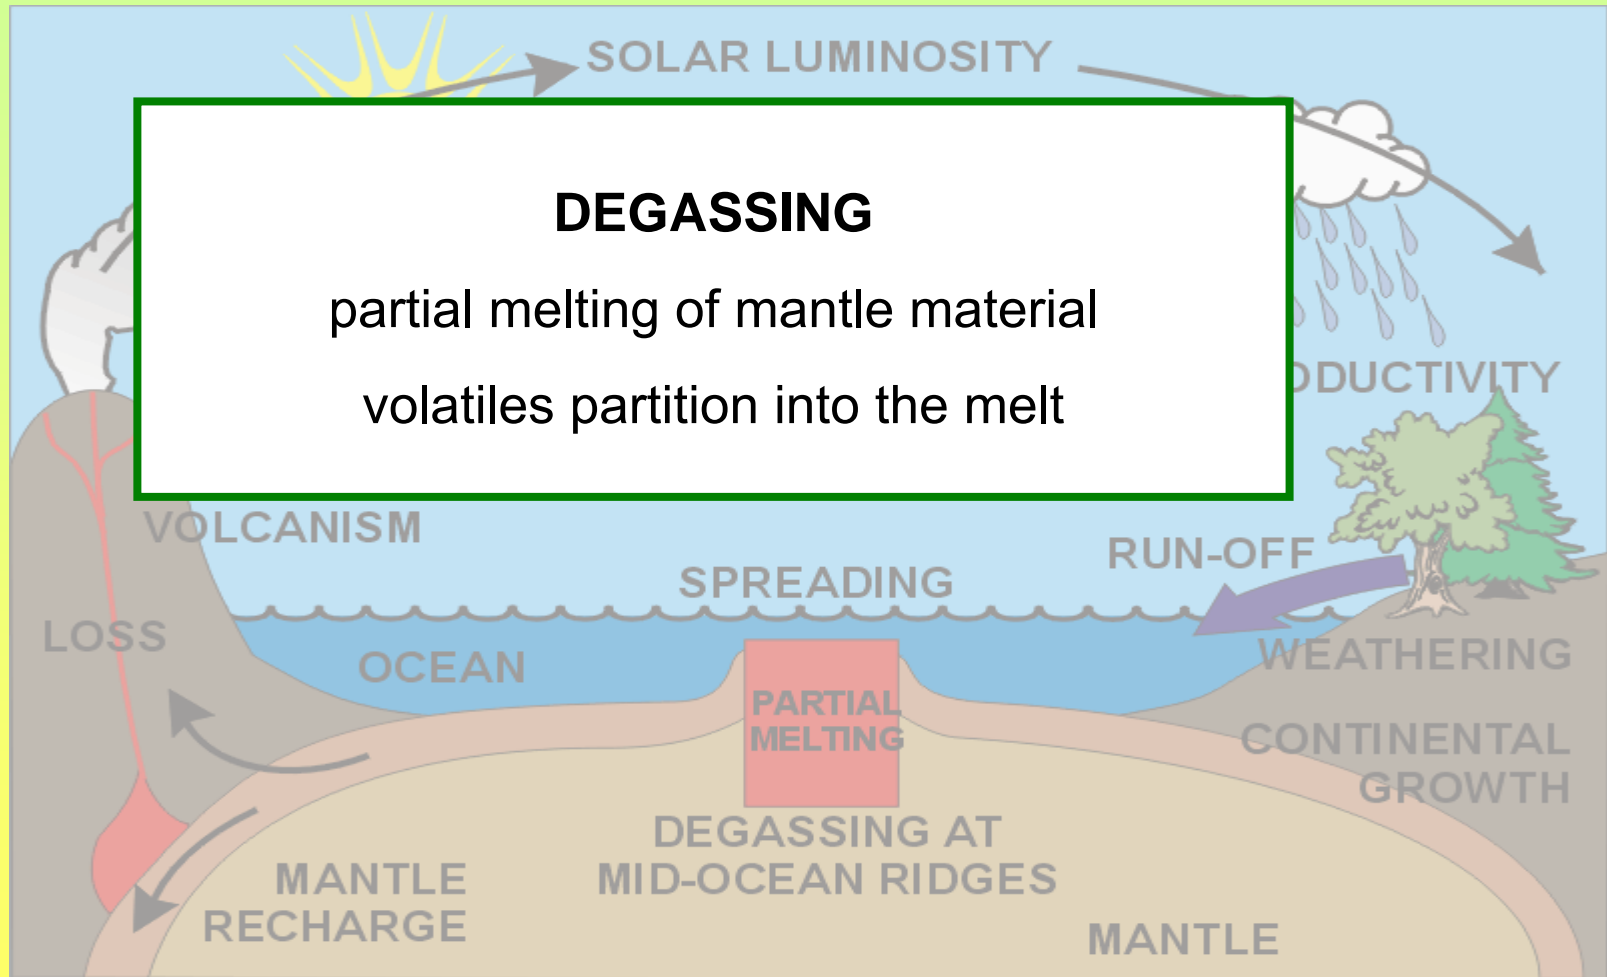 SOLAR LUMINOSITY
DEGASSING
partial melting of mantle material
volatiles partition into the melt
VOLCANISM
RUN-OFF
SPREADING
LOSS
OCEAN
WEATHERING
PARTIAL
MELTING
CONTINENTAL
GROWTH
DEGASSING AT
MID-OCEAN RIDGES
MANTLE
RECHARGE
MANTLE